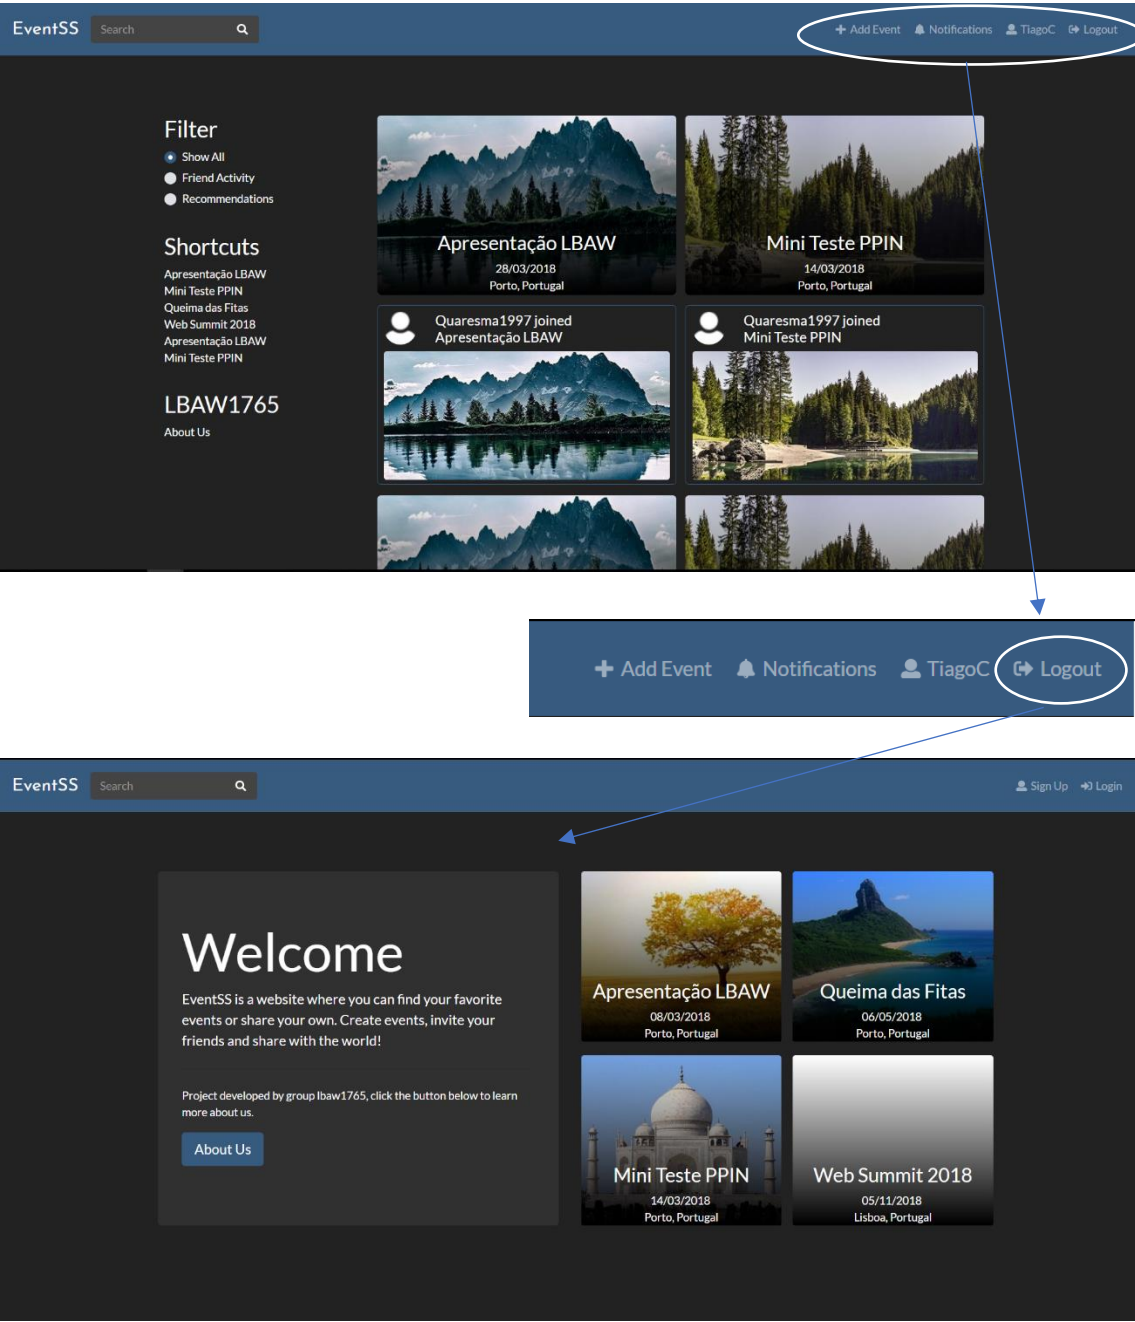 EventSS Search Add Event Notifications TiagoC Logout
Filter
Show All
Friend Activity
Recommendations
Shortcuts
Apresentação LBAW
Mini Teste PPIN
Queima das Fitas
Web Summit 2018
Apresentação LBAW
Mini Teste PPIN
LBAW1765
About Us
Apresentação LBAW
28/03/2018
Porto, Portugal
Mini Teste PPIN
14/03/2018
Porto, Portugal
Quaresma1997 joined
Apresentação LBAW
Quaresma1997 joined
Mini Teste PPIN
Add Event Notifications TiagoC Logout
EventSS Search Sign Up Login
Welcome
EventSS is a website where you can find your favorite
events or share your own. Create events, invite your
friends and share with the world!
Project developed by group lbaw1765, click the button below to learn
more about us.
About Us
Apresentação LBAW
08/03/2018
Porto, Portugal
Queima das Fitas
06/05/2018
Porto, Portugal
Mini Teste PPIN
14/03/2018
Porto, Portugal
Web Summit 2018
05/11/2018
Lisboa, Portugal